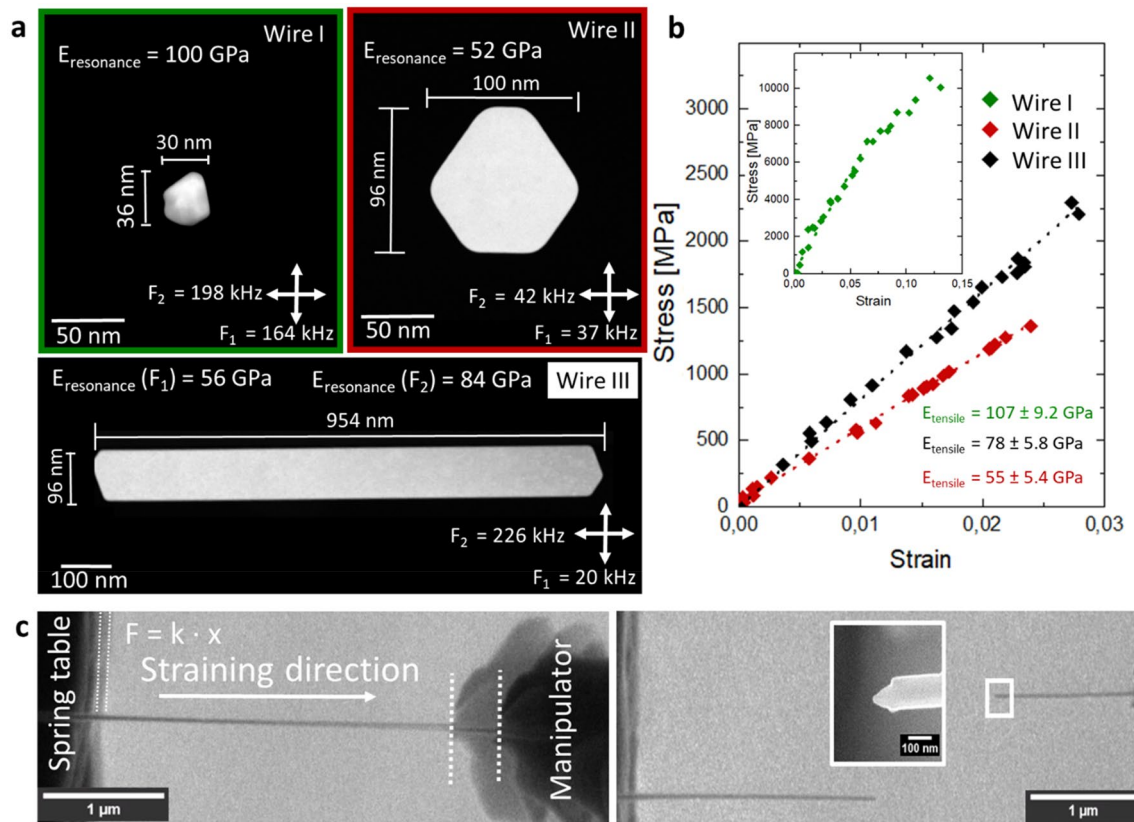 a
Wire I
E_resonance = 100 GPa
30 nm
36 nm
F₂ = 198 kHz
F₁ = 164 kHz
50 nm
Wire II
E_resonance = 52 GPa
100 nm
96 nm
F₂ = 42 kHz
F₁ = 37 kHz
50 nm
E_resonance (F₁) = 56 GPa
E_resonance (F₂) = 84 GPa
Wire III
954 nm
96 nm
F₂ = 226 kHz
F₁ = 20 kHz
100 nm
b
Stress [MPa]
3000
2500
2000
1500
1000
500
0
0,00
0,01
0,02
0,03
Strain
Stress [MPa]
10000
8000
6000
4000
2000
0
0,00
0,05
0,10
0,15
Strain
Wire I
Wire II
Wire III
E_tensile = 107 ± 9.2 GPa
E_tensile = 78 ± 5.8 GPa
E_tensile = 55 ± 5.4 GPa
c
Spring table
F = k · x
Straining direction
Manipulator
1 µm
100 nm
1 µm